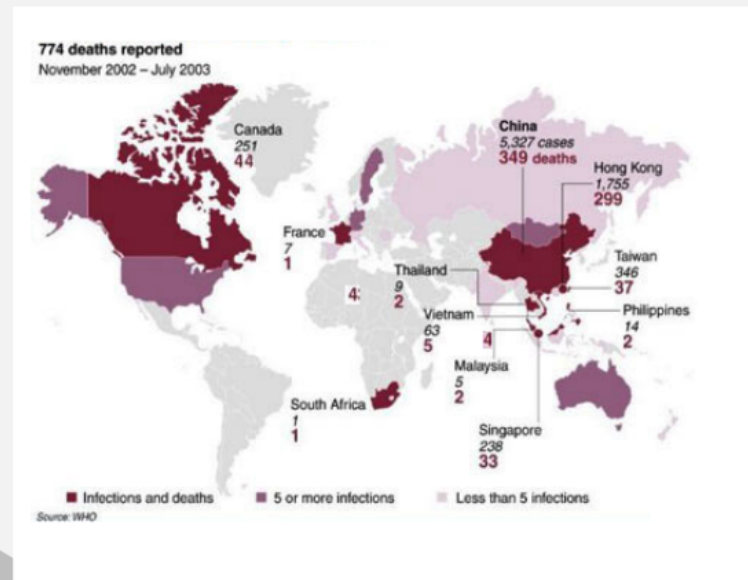 774 deaths reported
November 2002 – July 2003
Canada
251
44
China
5,327 cases
349 deaths
Hong Kong
1,755
299
France
7
1
Taiwan
346
37
Thailand
9
2
4
Vietnam
63
5
4
Philippines
14
2
Malaysia
5
2
South Africa
1
1
Singapore
238
33
Infections and deaths
5 or more infections
Less than 5 infections
Source: WHO